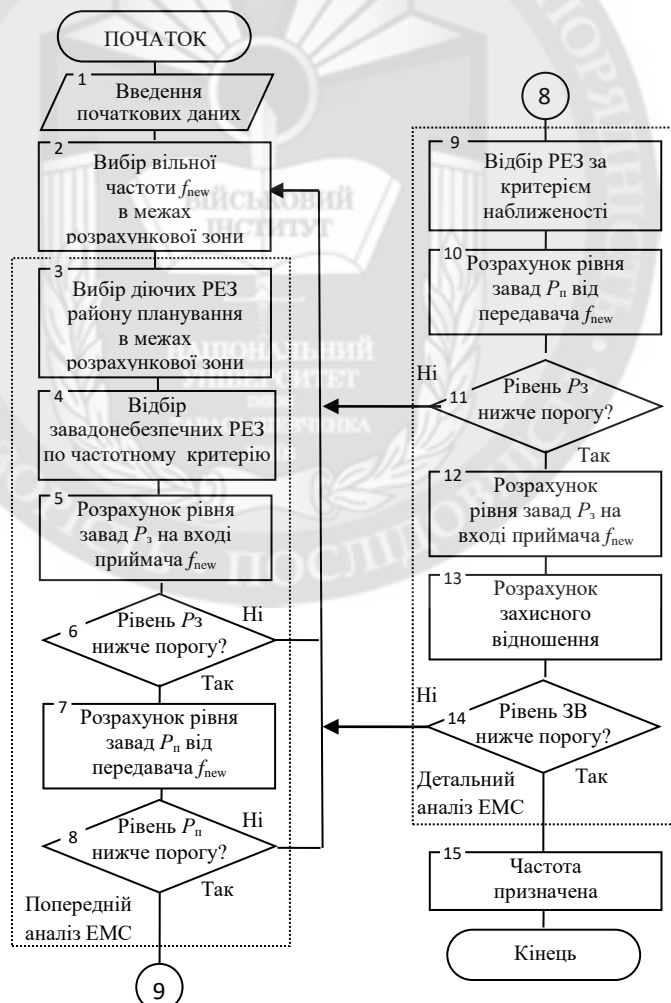 ПОЧАТОК
1
Введення
початкових даних
2
Вибір вільної
частоти fnew
в межах
розрахункової зони
3
Вибір діючих РЕЗ
району планування
в межах
розрахункової зони
4
Відбір
завадонебезпечних РЕЗ
по частотному критерію
5
Розрахунок рівня
завад Pз на вході
приймача fnew
6
Рівень Pз
нижче порогу?
Ні
Так
7
Розрахунок рівня
завад Pп від
передавача fnew
8
Рівень Pп
нижче порогу?
Ні
Так
Попередній
аналіз ЕМС
9
8
9
Відбір РЕЗ за
критерієм
наближеності
10
Розрахунок рівня
завад Pп від
передавача fnew
Ні
11
Рівень Pз
нижче порогу?
Так
12
Розрахунок
рівня завад Pз на
вході приймача fnew
13
Розрахунок
захисного
відношення
Ні
14
Рівень ЗВ
нижче порогу?
Так
Детальний
аналіз ЕМС
15
Частота
призначена
Кінець
ВІЙСЬКОВИЙ
ІНСТИТУТ
НАЦІОНАЛЬНИЙ
УНІВЕРСИТЕТ